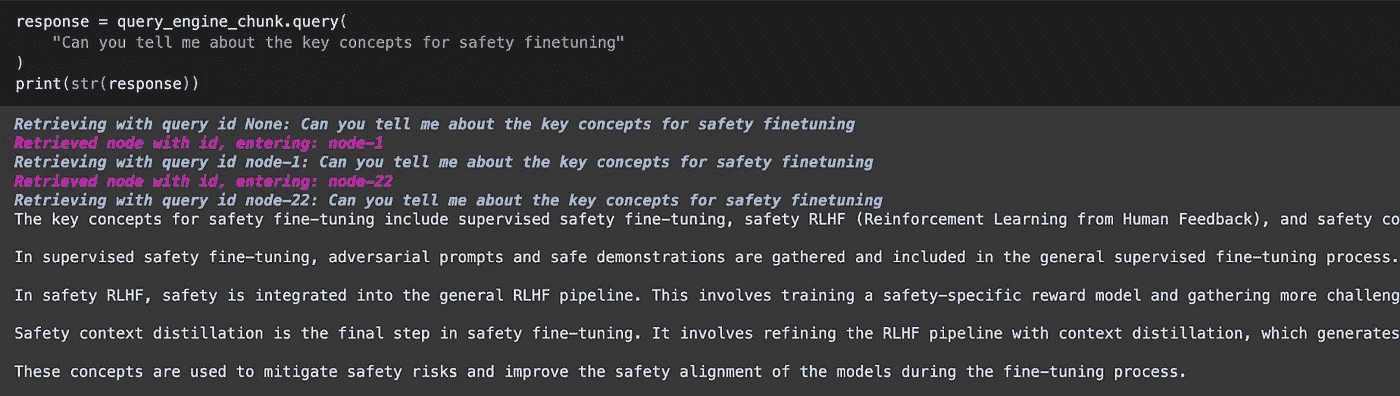 response = query_engine_chunk.query(
    "Can you tell me about the key concepts for safety finetuning"
)
print(str(response))
Retrieving with query id None: Can you tell me about the key concepts for safety finetuning
Retrieved node with id, entering: node-1
Retrieving with query id node-1: Can you tell me about the key concepts for safety finetuning
Retrieved node with id, entering: node-22
Retrieving with query id node-22: Can you tell me about the key concepts for safety finetuning
The key concepts for safety fine-tuning include supervised safety fine-tuning, safety RLHF (Reinforcement Learning from Human Feedback), and safety co
In supervised safety fine-tuning, adversarial prompts and safe demonstrations are gathered and included in the general supervised fine-tuning process.
In safety RLHF, safety is integrated into the general RLHF pipeline. This involves training a safety-specific reward model and gathering more challeng
Safety context distillation is the final step in safety fine-tuning. It involves refining the RLHF pipeline with context distillation, which generates
These concepts are used to mitigate safety risks and improve the safety alignment of the models during the fine-tuning process.